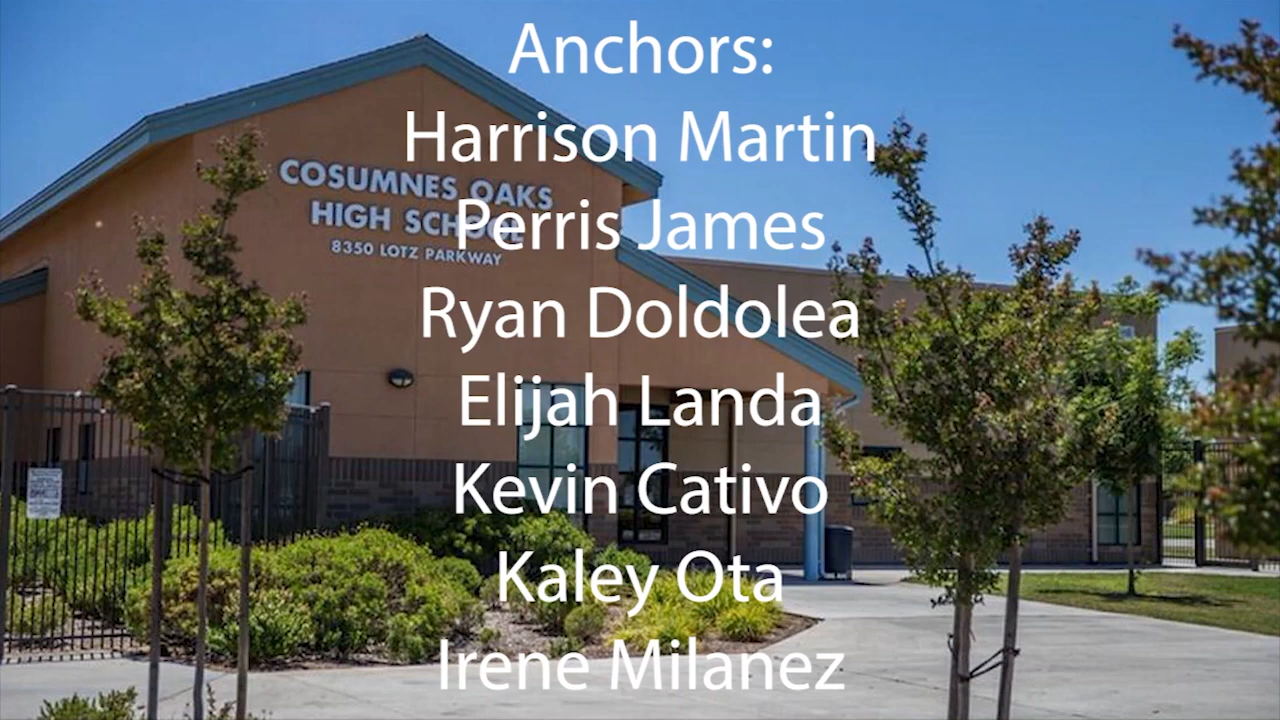 Anchors:
Harrison Martin
COSUMNES OAKS
HIGH SCHOOL
Perris James
8350 LOTZ PARKWAY
Ryan Doldolea
Elijah Landa
Kevin Cativo
Kaley Ota
Irene Milanez